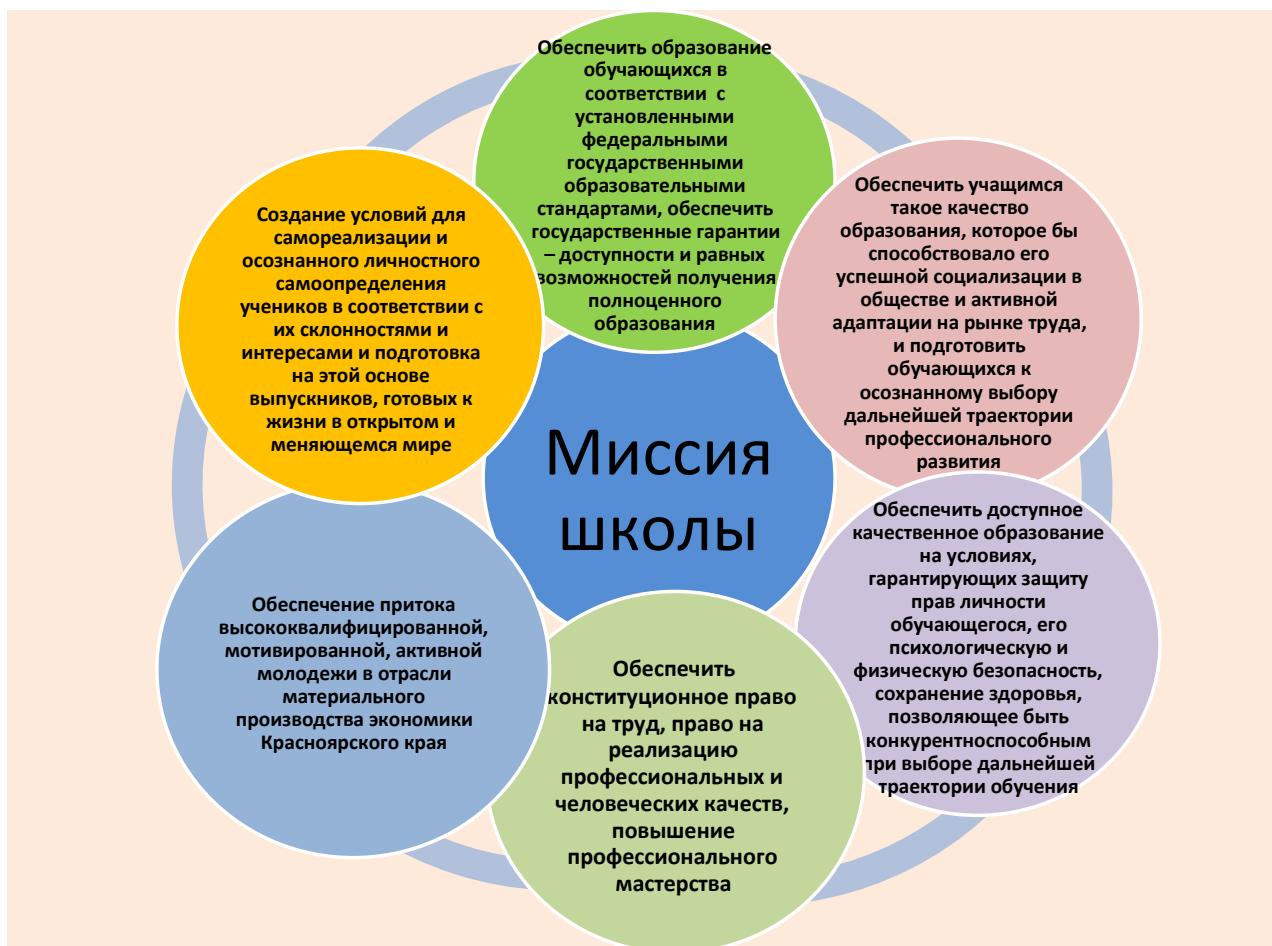 Обеспечить образование
обучающихся в
соответствии с
установленными
федеральными
государственными
образовательными
стандартами, обеспечить
государственные гарантии
– доступности и равных
возможностей получения
полноценного
образования
Обеспечить учащимся
такое качество
образования, которое бы
способствовало его
успешной социализации в
обществе и активной
адаптации на рынке труда,
и подготовить
обучающихся к
осознанному выбору
дальнейшей траектории
профессионального
развития
Обеспечить доступное
качественное образование
на условиях,
гарантирующих защиту
прав личности
обучающегося, его
психологическую и
физическую безопасность,
сохранение здоровья,
позволяющее быть
конкурентноспособным
при выборе дальнейшей
траектории обучения
Обеспечить
конституционное право
на труд, право на
реализацию
профессиональных и
человеческих качеств,
повышение
профессионального
мастерства
Обеспечение притока
высококвалифицированной,
мотивированной, активной
молодежи в отрасли
материального
производства экономики
Красноярского края
Создание условий для
самореализации и
осознанного личностного
самоопределения
учеников в соответствии с
их склонностями и
интересами и подготовка
на этой основе
выпускников, готовых к
жизни в открытом и
меняющемся мире
Миссия
школы